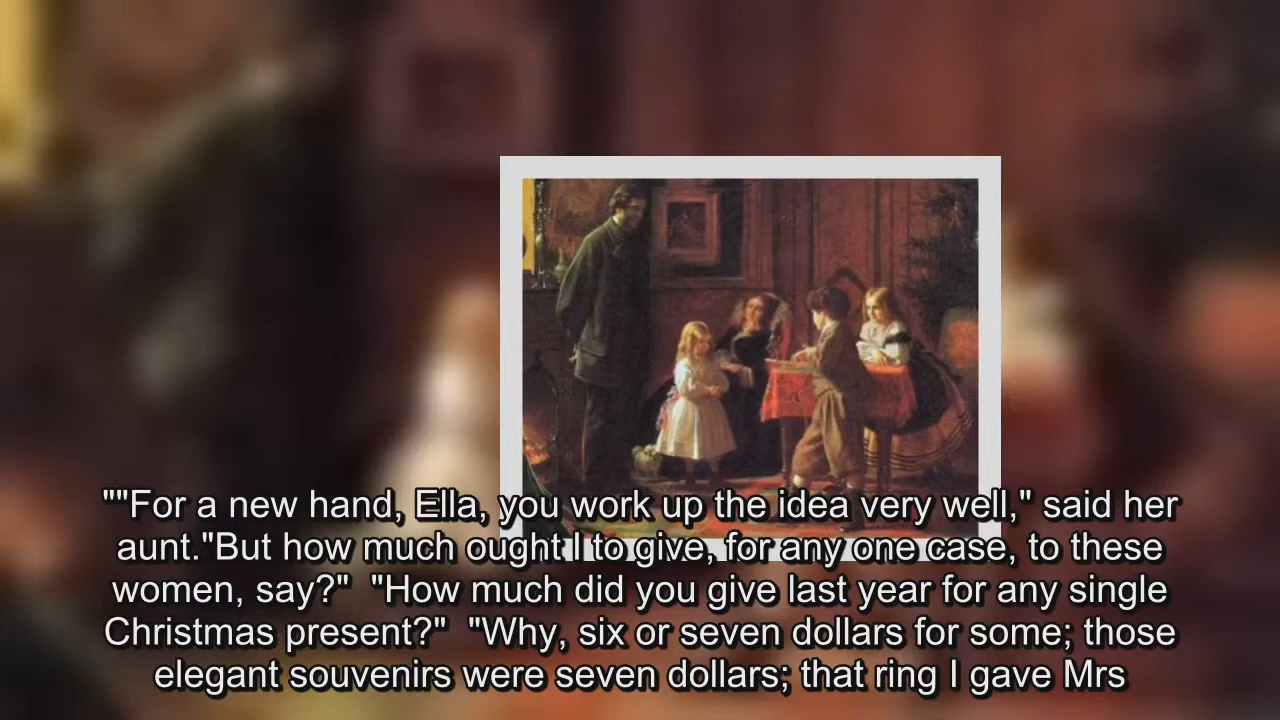 ""For a new hand, Ella, you work up the idea very well," said her
aunt."But how much ought I to give, for any one case, to these
women, say?"  "How much did you give last year for any single
Christmas present?"  "Why, six or seven dollars for some; those
elegant souvenirs were seven dollars; that ring I gave Mrs